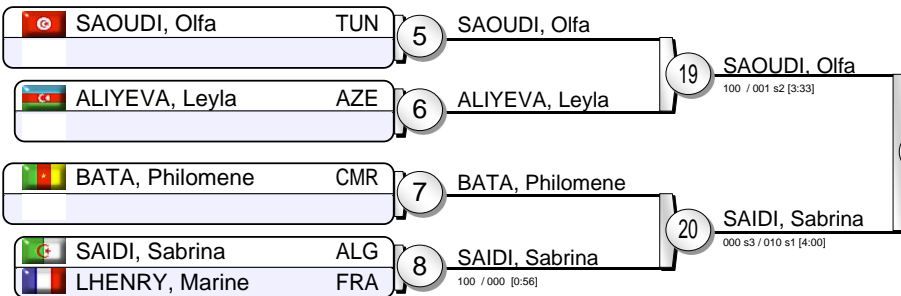 SAOUDI, Olfa TUN
5
SAOUDI, Olfa
19
SAOUDI, Olfa
100 / 001 s2 [3:33]
ALIYEVA, Leyla AZE
6
ALIYEVA, Leyla
BATA, Philomene CMR
7
BATA, Philomene
20
SAIDI, Sabrina
000 s3 / 010 s1 [4:00]
SAIDI, Sabrina ALG
LHENRY, Marine FRA
8
SAIDI, Sabrina
100 / 000 [0:56]